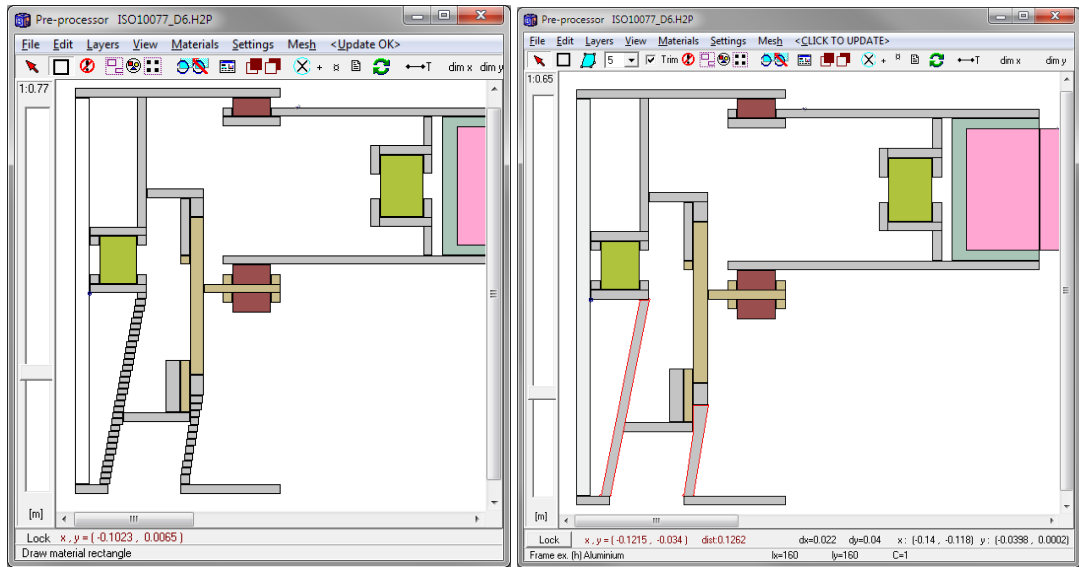 Pre-processor ISO10077_D6.H2P
File Edit Layers View Materials Settings Mesh <Update OK>
T dim x dim y
1:0.77
[m]
Lock x , y = ( -0.1023 , 0.0065 )
Draw material rectangle
Pre-processor ISO10077_D6.H2P
File Edit Layers View Materials Settings Mesh <CLICK TO UPDATE>
5 Trim T dim x dim y
1:0.65
[m]
Lock x , y = ( -0.1215 , -0.034 ) dist:0.1262 dx=0.022 dy=0.04 x : (-0.14 , -0.118) y : (-0.0398 , 0.0002)
Frame ex. (h) Aluminium lx=160 ly=160 C=1